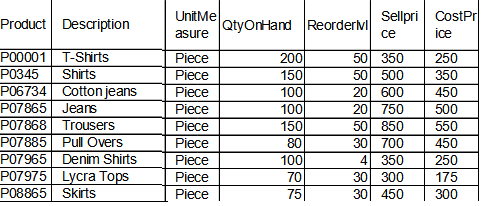 Product Description UnitMe asure QtyOnHand Reorderlvl Sellpri ce CostPr ice
P00001 T-Shirts Piece 200 50 350 250
P0345 Shirts Piece 150 50 500 350
P06734 Cotton jeans Piece 100 20 600 450
P07865 Jeans Piece 100 20 750 500
P07868 Trousers Piece 150 50 850 550
P07885 Pull Overs Piece 80 30 700 450
P07965 Denim Shirts Piece 100 4 350 250
P07975 Lycra Tops Piece 70 30 300 175
P08865 Skirts Piece 75 30 450 300